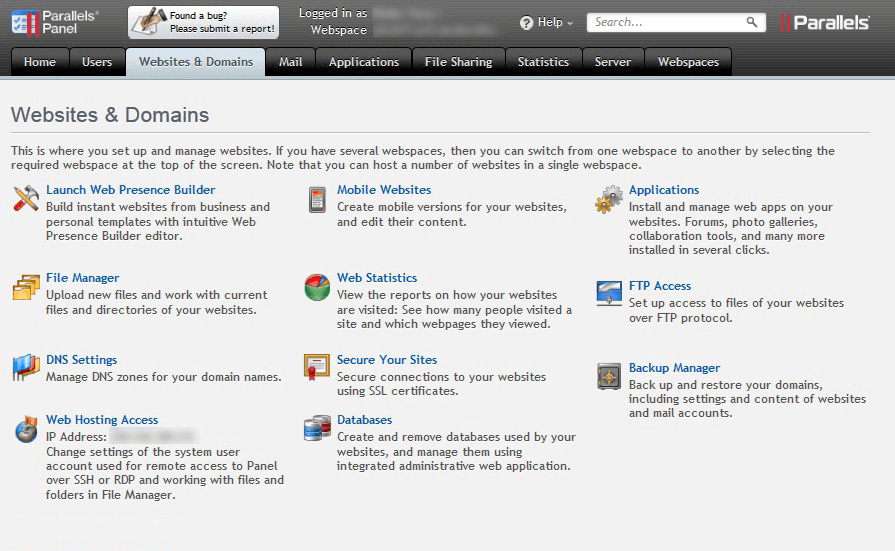 Parallels®
Panel
Found a bug?
Please submit a report!
Logged in as
Webspace
Help
Search...
Parallels®
Home
Users
Websites & Domains
Mail
Applications
File Sharing
Statistics
Server
Webspaces
Websites & Domains
This is where you set up and manage websites. If you have several webspaces, then you can switch from one webspace to another by selecting the
required webspace at the top of the screen. Note that you can host a number of websites in a single webspace.
Launch Web Presence Builder
Build instant websites from business and
personal templates with intuitive Web
Presence Builder editor.
Mobile Websites
Create mobile versions for your websites,
and edit their content.
Applications
Install and manage web apps on your
websites. Forums, photo galleries,
collaboration tools, and many more
installed in several clicks.
File Manager
Upload new files and work with current
files and directories of your websites.
Web Statistics
View the reports on how your websites
are visited: See how many people visited a
site and which webpages they viewed.
FTP Access
Set up access to files of your websites
over FTP protocol.
DNS Settings
Manage DNS zones for your domain names.
Secure Your Sites
Secure connections to your websites
using SSL certificates.
Backup Manager
Back up and restore your domains,
including settings and content of websites
and mail accounts.
Web Hosting Access
IP Address:
Change settings of the system user
account used for remote access to Panel
over SSH or RDP and working with files and
folders in File Manager.
Databases
Create and remove databases used by your
websites, and manage them using
integrated administrative web application.